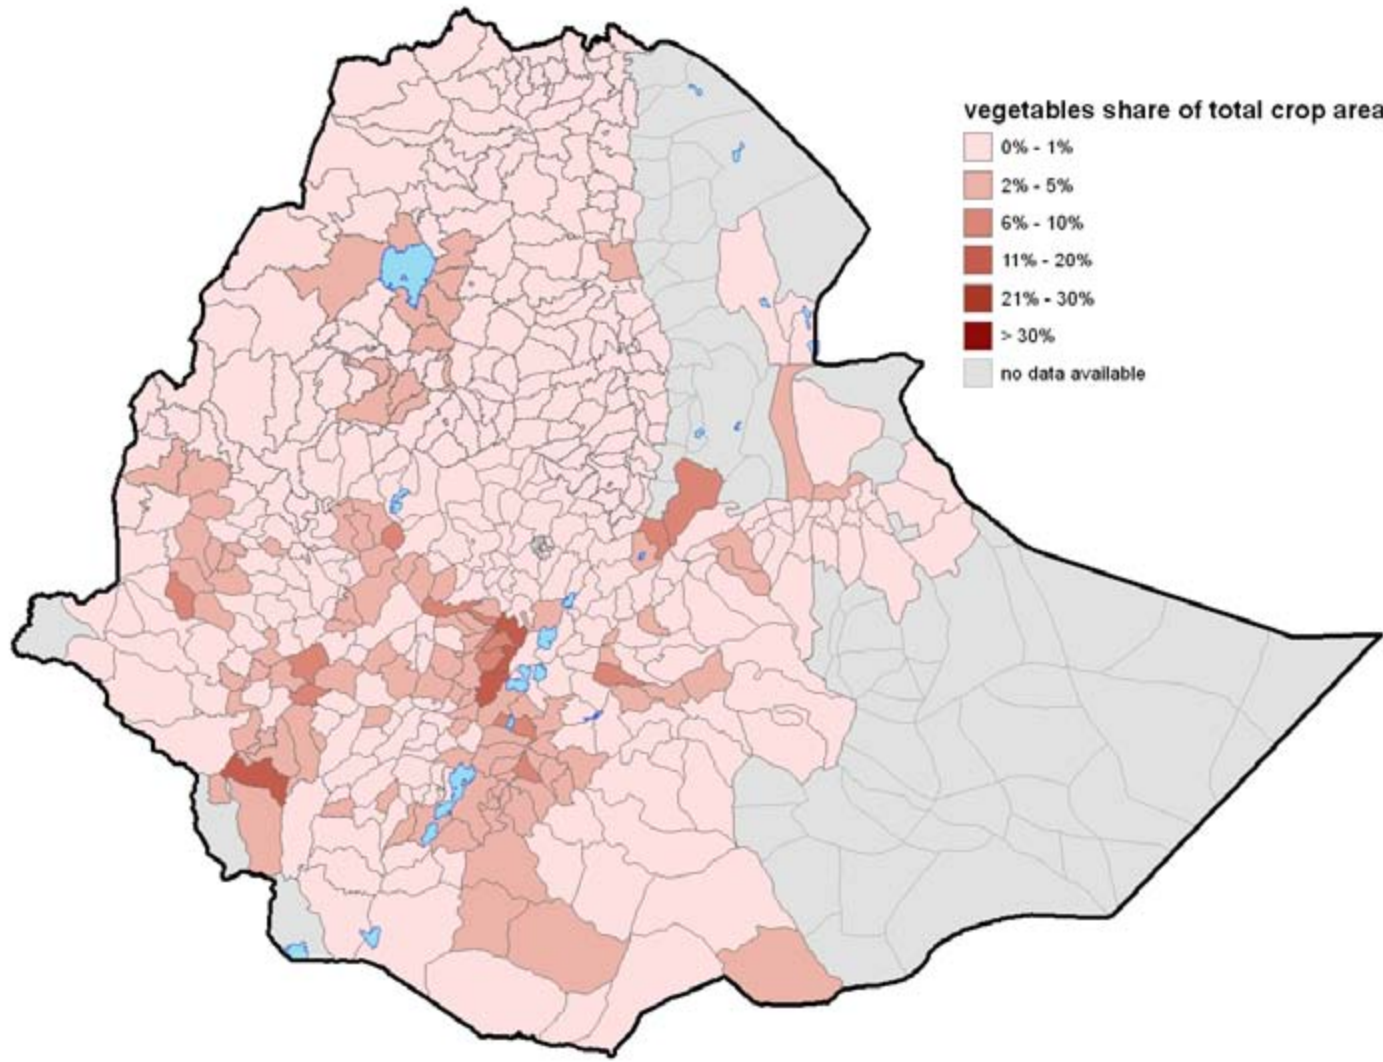 vegetables share of total crop area
0% - 1%
2% - 5%
6% - 10%
11% - 20%
21% - 30%
> 30%
no data available